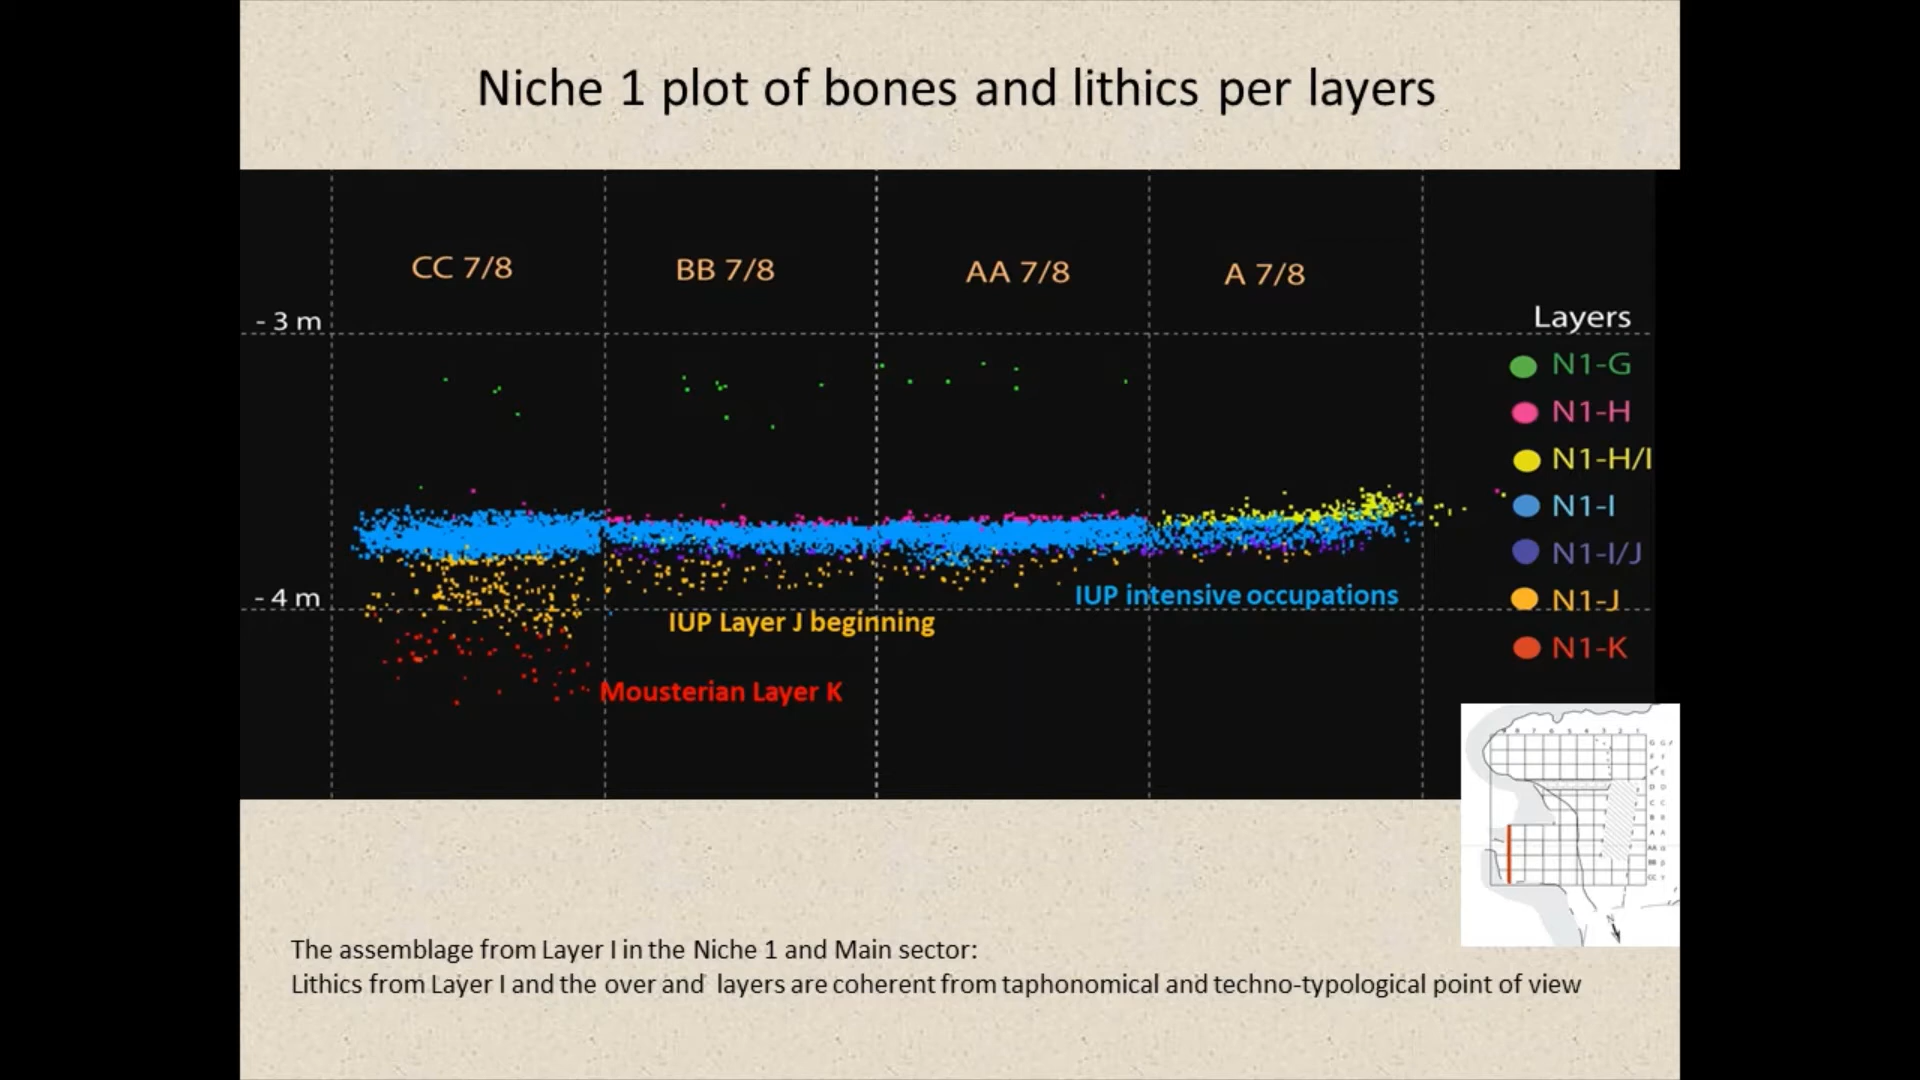 Niche 1 plot of bones and lithics per layers
CC 7/8
BB 7/8
AA 7/8
A 7/8
- 3 m
Layers
N1-G
N1-H
N1-H/I
N1-I
N1-I/J
N1-J
N1-K
- 4 m
IUP intensive occupations
IUP Layer J beginning
Mousterian Layer K
The assemblage from Layer I in the Niche 1 and Main sector:
Lithics from Layer I and the over and layers are coherent from taphonomical and techno-typological point of view